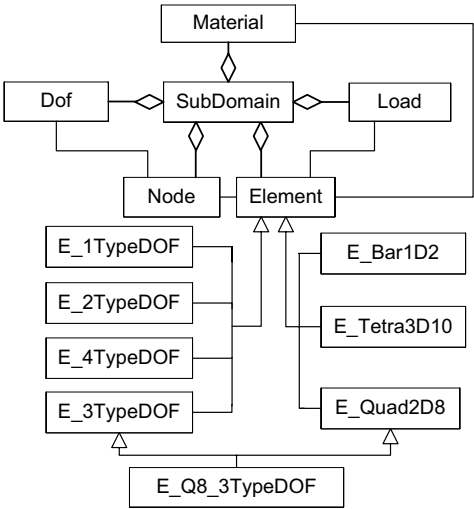 Material
Dof
SubDomain
Load
Node
Element
E_1TypeDOF
E_Bar1D2
E_2TypeDOF
E_Tetra3D10
E_4TypeDOF
E_3TypeDOF
E_Quad2D8
E_Q8_3TypeDOF